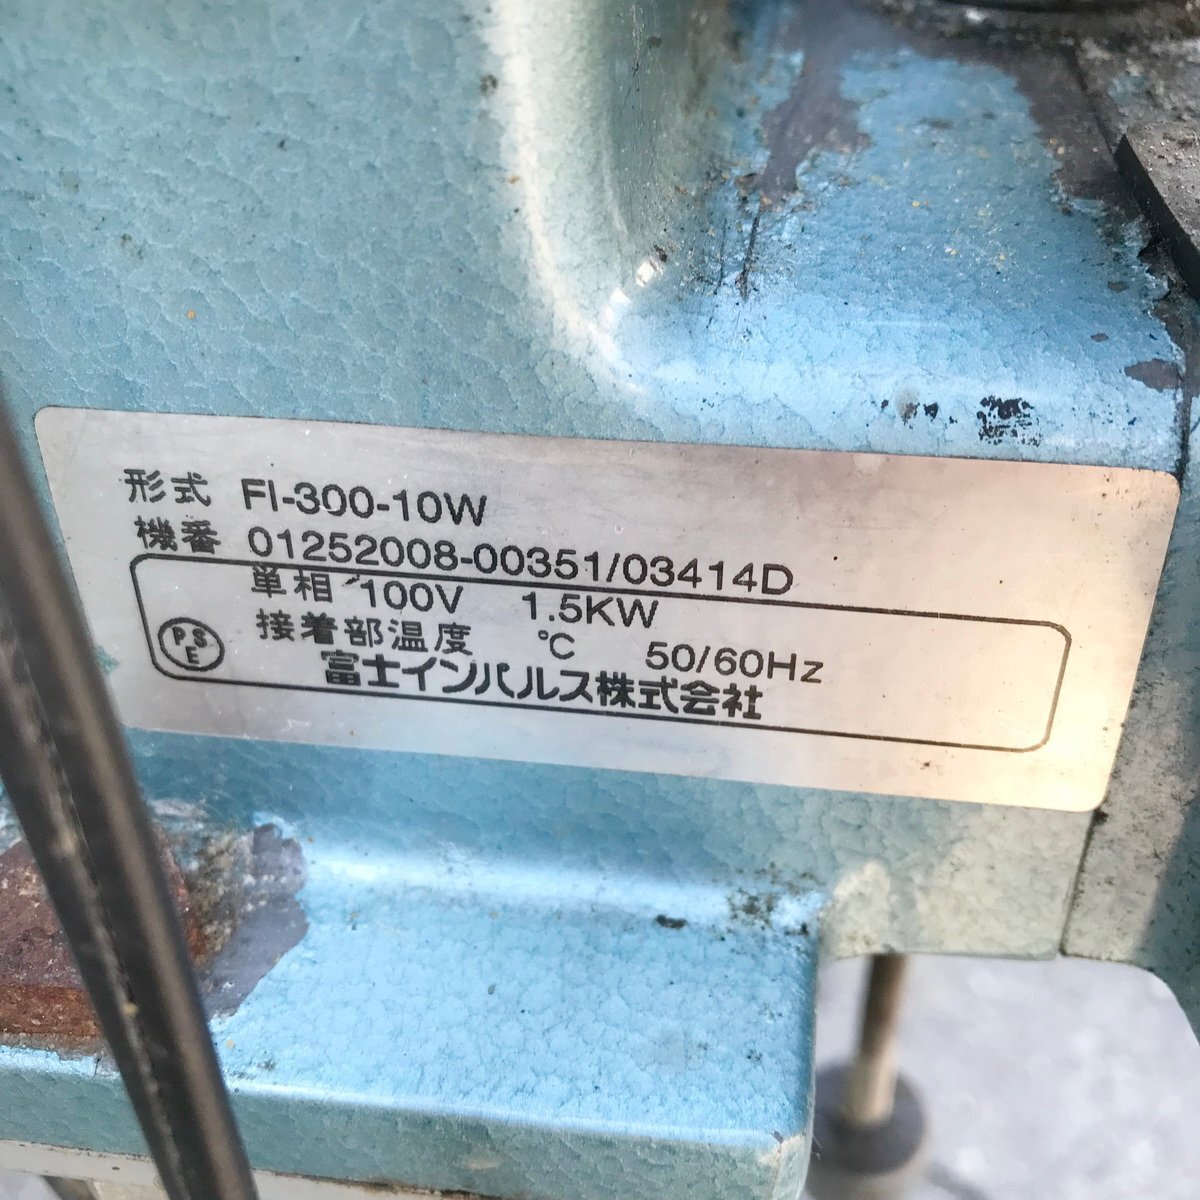 形式 FI-300-10W
機番 01252008-00351/03414D
単相 100V 1.5KW
接着部温度 ℃ 50/60Hz
PSE
富士インパルス株式会社